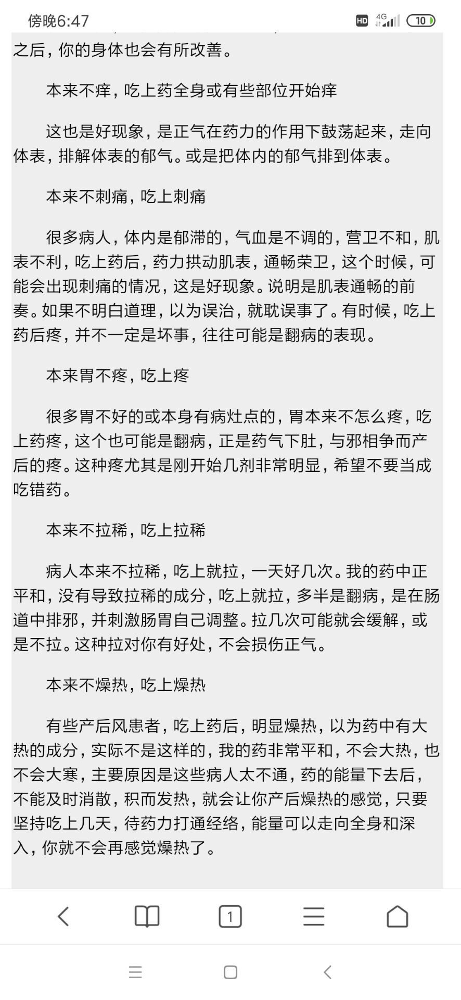 傍晚6:47
HD
4G
10
之后，你的身体也会有所改善。
本来不痒，吃上药全身或有些部位开始痒
这也是好现象，是正气在药力的作用下鼓荡起来，走向
体表，排解体表的郁气。或是把体内的郁气排到体表。
本来不刺痛，吃上刺痛
很多病人，体内是郁滞的，气血是不调的，营卫不和，肌
表不利，吃上药后，药力拱动肌表，通畅荣卫，这个时候，可
能会出现刺痛的情况，这是好现象。说明是肌表通畅的前
奏。如果不明白道理，以为误治，就耽误事了。有时候，吃上
药后疼，并不一定是坏事，往往可能是翻病的表现。
本来胃不疼，吃上疼
很多胃不好的或本身有病灶点的，胃本来不怎么疼，吃
上药疼，这个也可能是翻病，正是药气下肚，与邪相争而产
后的疼。这种疼尤其是刚开始几剂非常明显，希望不要当成
吃错药。
本来不拉稀，吃上拉稀
病人本来不拉稀，吃上就拉，一天好几次。我的药中正
平和，没有导致拉稀的成分，吃上就拉，多半是翻病，是在肠
道中排邪，并刺激肠胃自己调整。拉几次可能就会缓解，或
是不拉。这种拉对你有好处，不会损伤正气。
本来不燥热，吃上燥热
有些产后风患者，吃上药后，明显燥热，以为药中有大
热的成分，实际不是这样的，我的药非常平和，不会大热，也
不会大寒，主要原因是这些病人太不通，药的能量下去后，
不能及时消散，积而发热，就会让你产后燥热的感觉，只要
坚持吃上几天，待药力打通经络，能量可以走向全身和深
入，你就不会再感觉燥热了。
1